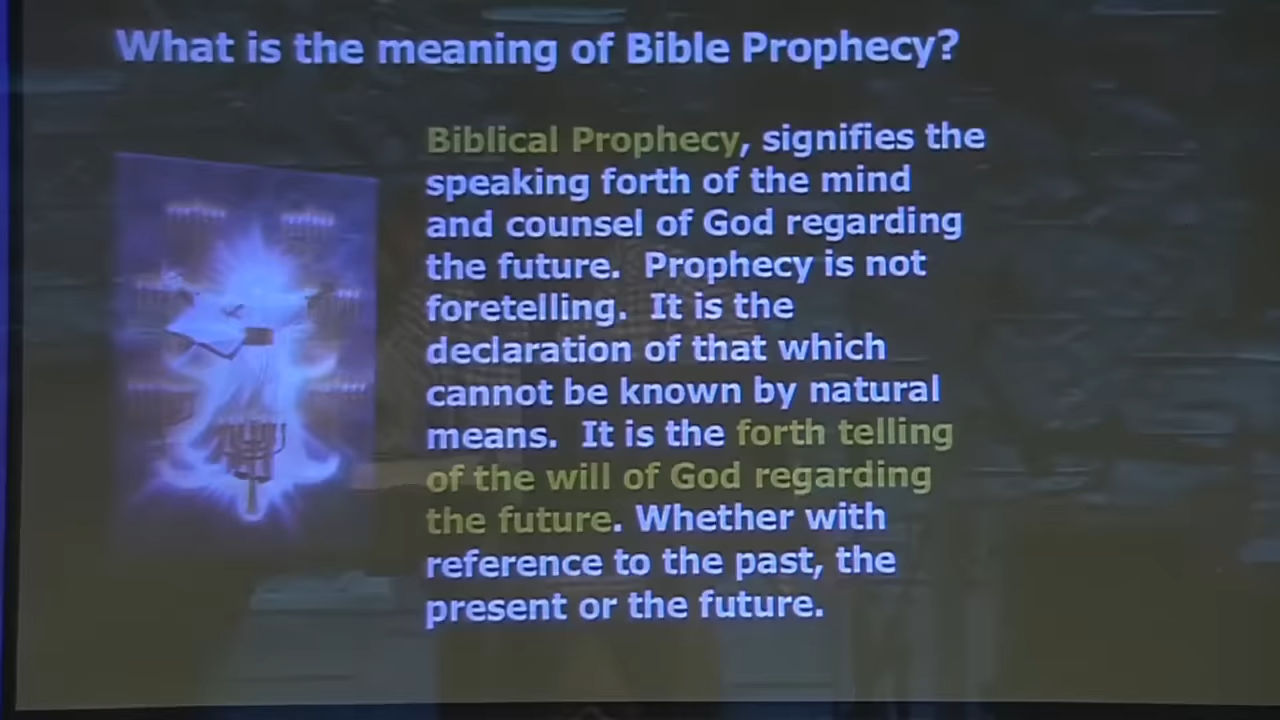 What is the meaning of Bible Prophecy?
Biblical Prophecy, signifies the
speaking forth of the mind
and counsel of God regarding
the future.  Prophecy is not
foretelling.  It is the
declaration of that which
cannot be known by natural
means.  It is the forth telling
of the will of God regarding
the future. Whether with
reference to the past, the
present or the future.